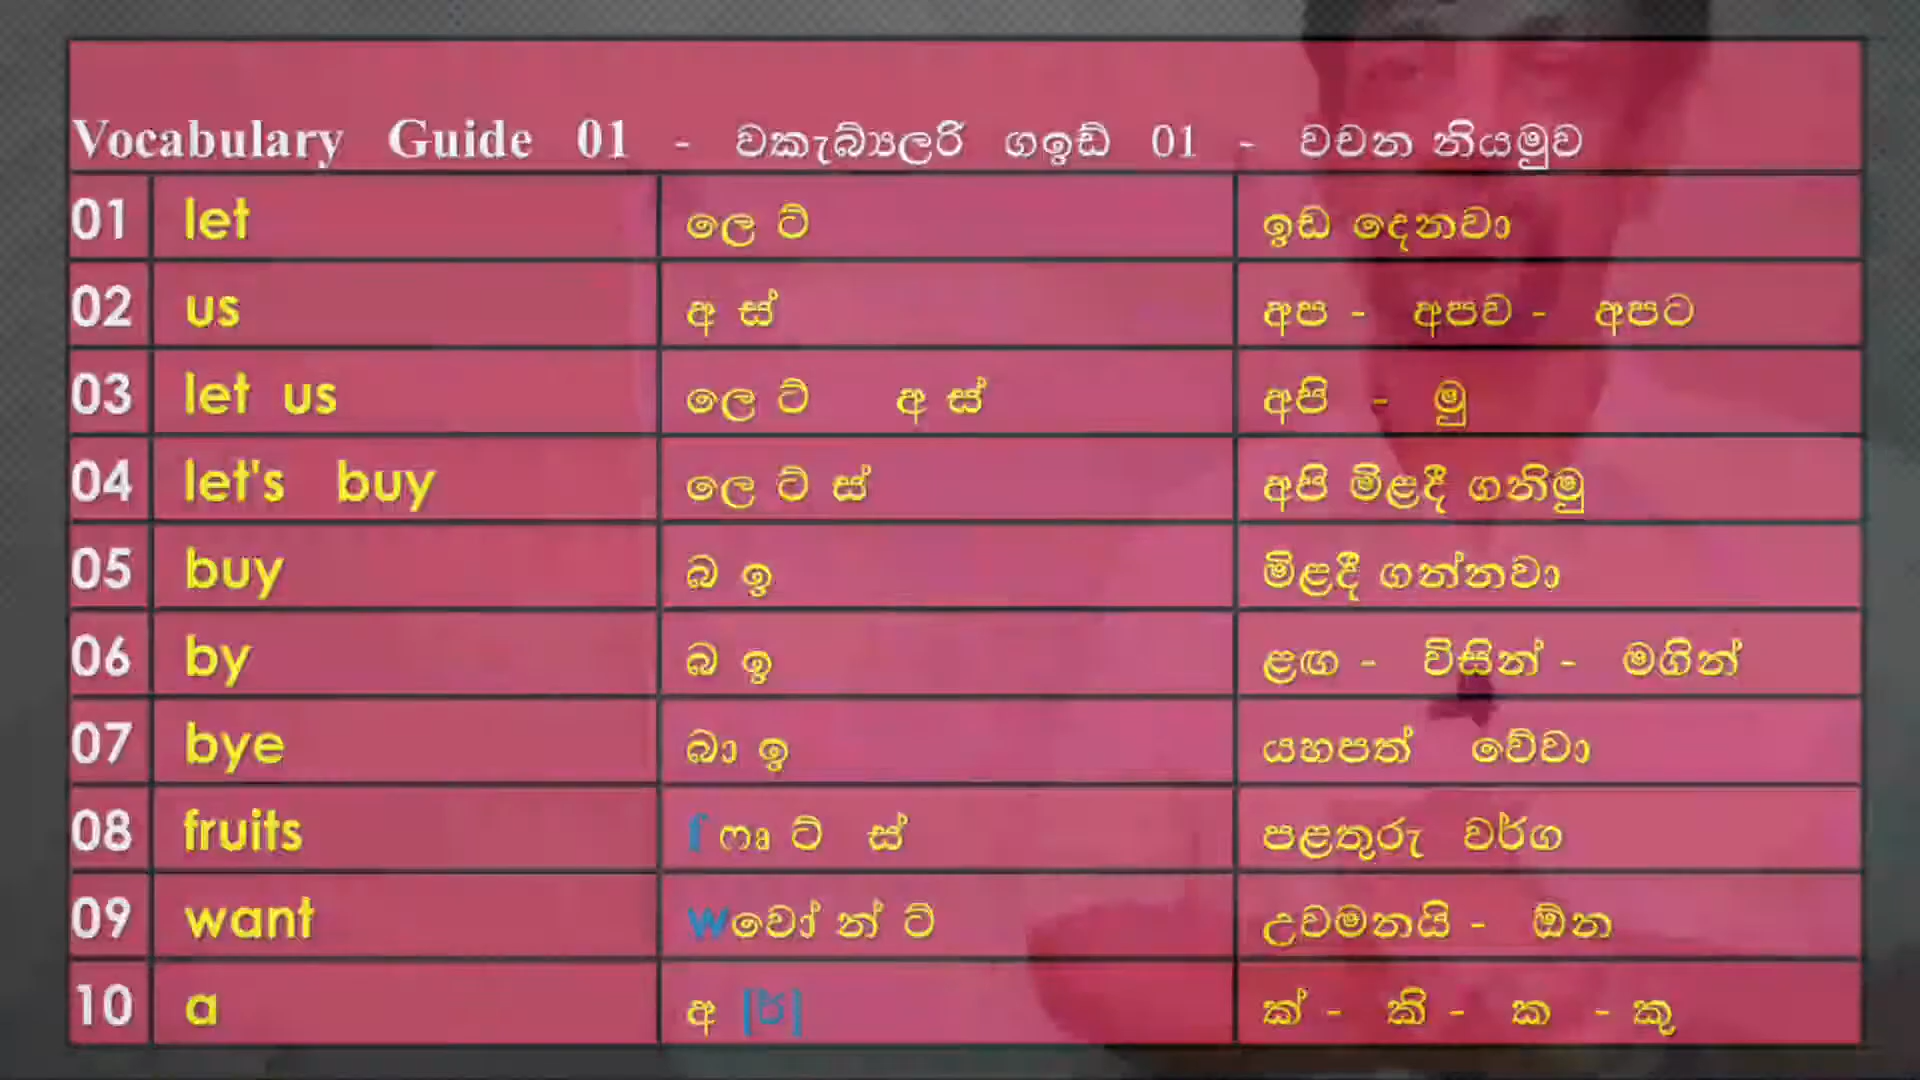 Vocabulary Guide 01 - වකැබ්‍යුලරි ගඉඩ් 01 - වචන නියමුව
01 let ලෙ ට් ඉඩ දෙනවා
02 us අ ස් අප - අපව - අපට
03 let us ලෙ ට් අ ස් අපි - මු
04 let's buy ලෙ ට් ස් අපි මිළදී ගනිමු
05 buy බ ඉ මිළදී ගන්නවා
06 by බ ඉ ළඟ - විසින් - මගින්
07 bye බා ඉ යහපත් වේවා
08 fruits f ෆෘ ට් ස් පළතුරු වර්ග
09 want wවෝ න් ට් උවමනයි - ඕන
10 a අ [ර්] ක් - කි - ක - කු